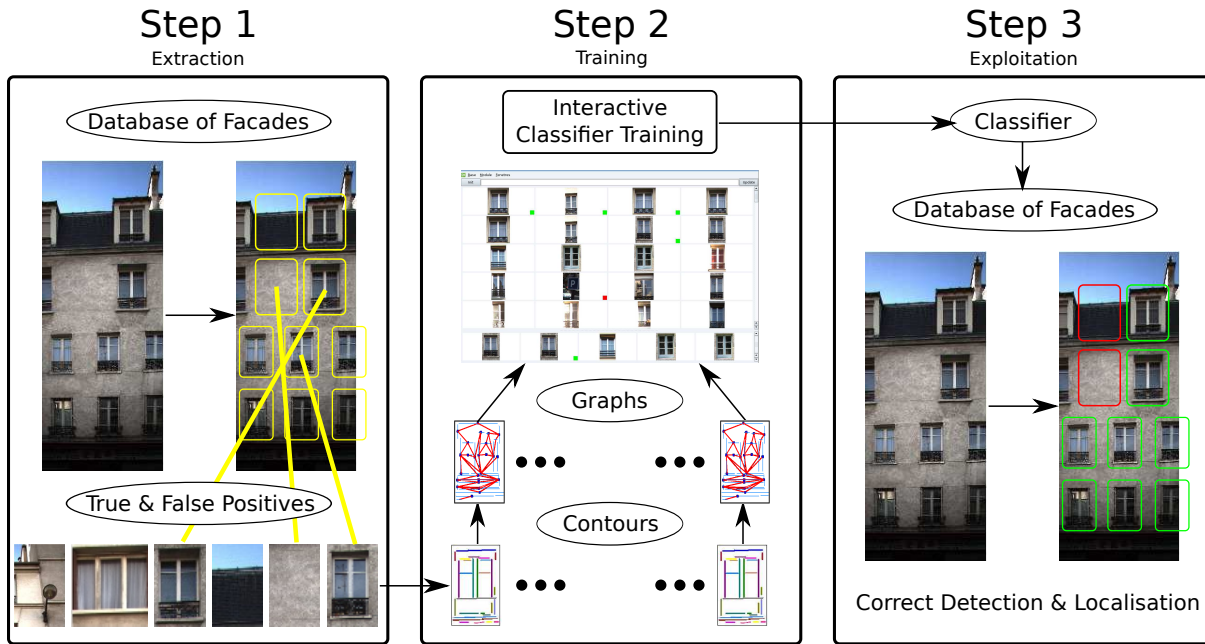 Step 1
Extraction
Database of Facades
True & False Positives
Step 2
Training
Interactive
Classifier Training
Graphs
Contours
Step 3
Exploitation
Classifier
Database of Facades
Correct Detection & Localisation